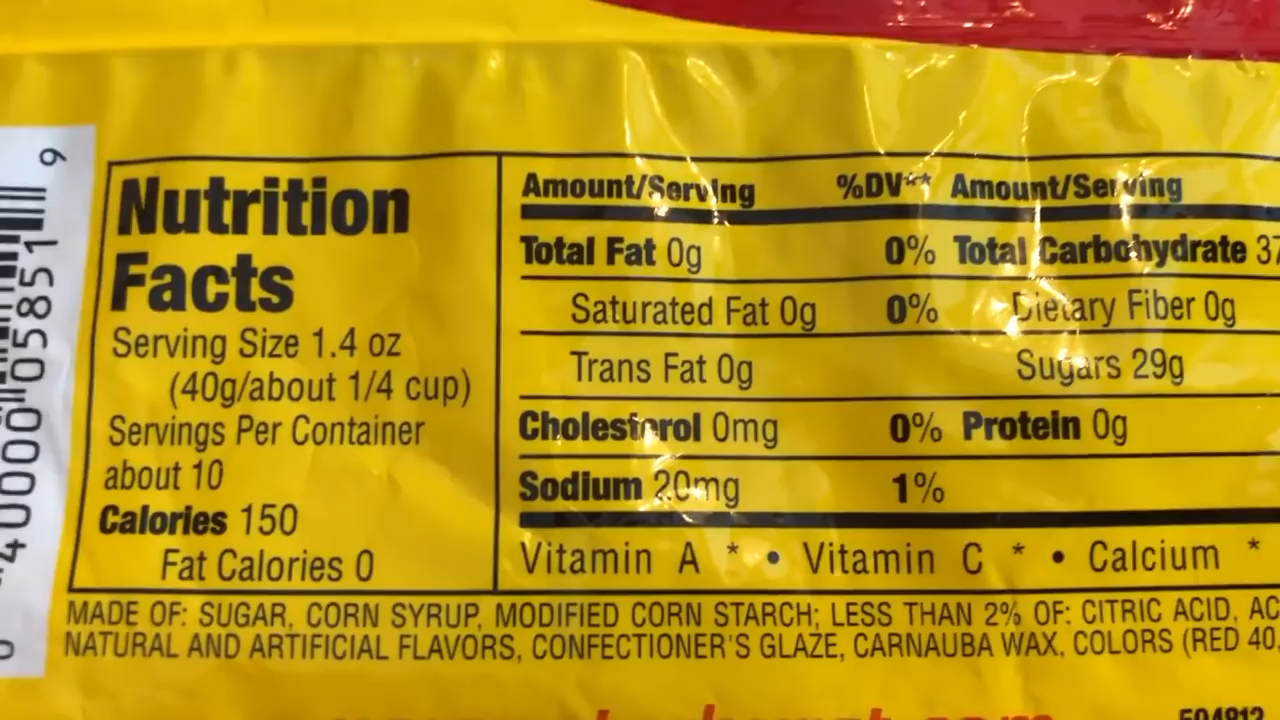 Nutrition
Facts
Serving Size 1.4 oz
(40g/about 1/4 cup)
Servings Per Container
about 10
Calories 150
Fat Calories 0
Amount/Serving %DV** Amount/Serving
Total Fat 0g 0% Total Carbohydrate 37
Saturated Fat 0g 0% Dietary Fiber 0g
Trans Fat 0g Sugars 29g
Cholesterol 0mg 0% Protein 0g
Sodium 20mg 1%
Vitamin A * • Vitamin C * • Calcium *
MADE OF: SUGAR, CORN SYRUP, MODIFIED CORN STARCH; LESS THAN 2% OF: CITRIC ACID, AC
NATURAL AND ARTIFICIAL FLAVORS, CONFECTIONER'S GLAZE, CARNAUBA WAX, COLORS (RED 40,
0 40000 05851 9
504812